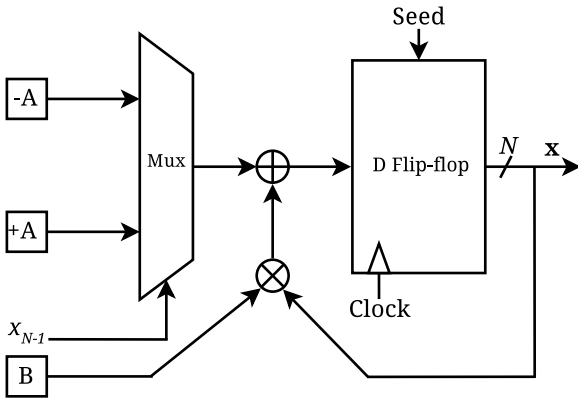 Seed
-A
Mux
+A
D Flip-flop
N
x
Clock
x_{N-1}
B